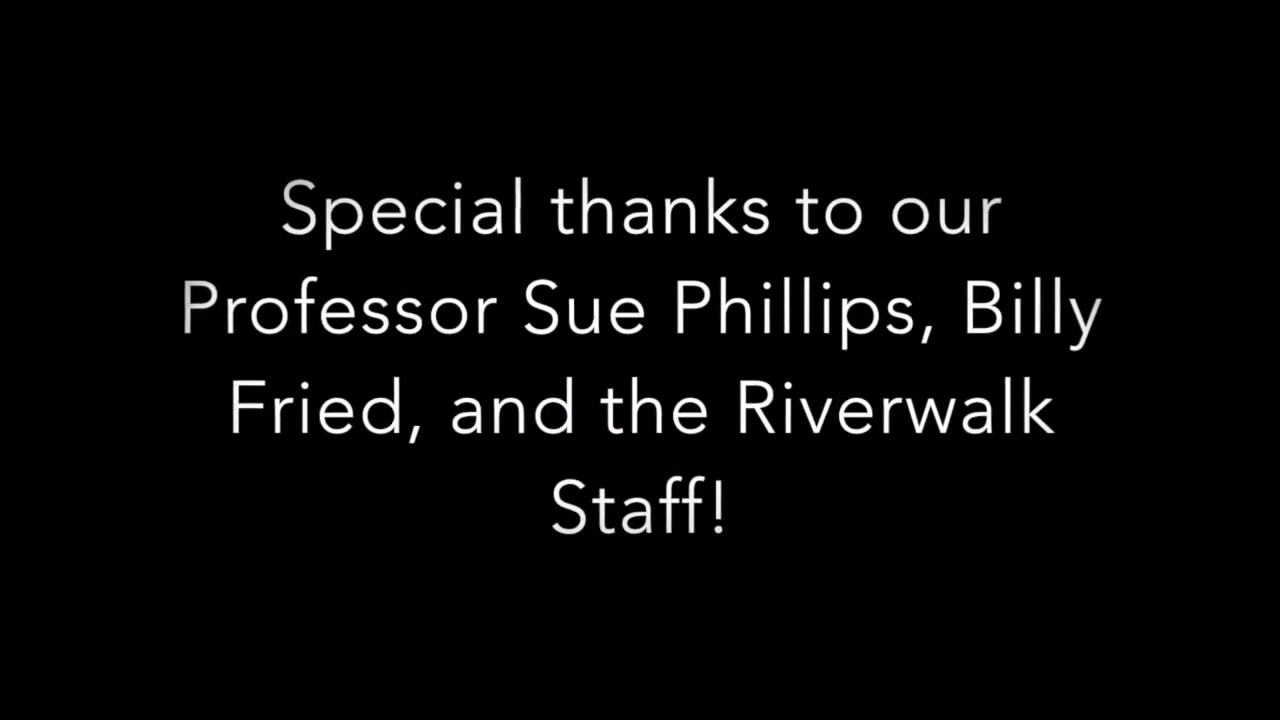 Special thanks to our
Professor Sue Phillips, Billy
Fried, and the Riverwalk
Staff!